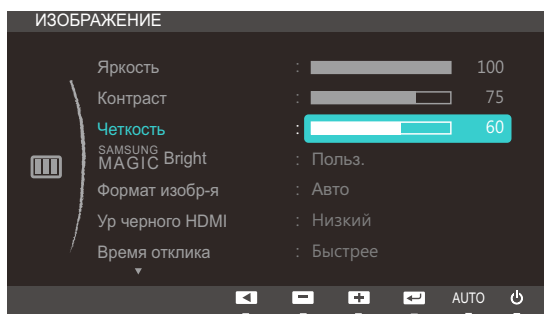 ИЗОБРАЖЕНИЕ
Яркость : 100
Контраст : 75
Четкость : 60
SAMSUNG MAGIC Bright : Польз.
Формат изобр-я : Авто
Ур черного HDMI : Низкий
Время отклика : Быстрее
AUTO